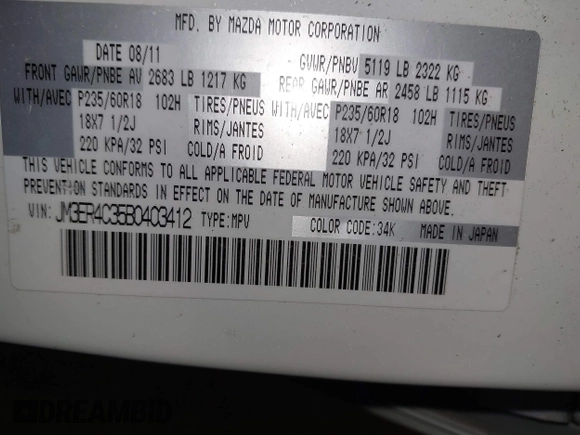 MFD. BY MAZDA MOTOR CORPORATION
DATE 08/11 GVWR/PNBV 5119 LB 2322 KG
FRONT GAWR/PNBE AV 2683 LB 1217 KG REAR GAWR/PNBE AR 2458 LB 1115 KG
WITH/AVEC P235/60R18 102H TIRES/PNEUS WITH/AVEC P235/60R18 102H TIRES/PNEUS
18X7 1/2J RIMS/JANTES 18X7 1/2J RIMS/JANTES
220 KPA/32 PSI COLD/A FROID 220 KPA/32 PSI COLD/A FROID
THIS VEHICLE CONFORMS TO ALL APPLICABLE FEDERAL MOTOR VEHICLE SAFETY AND THEFT
PREVENTION STANDARDS IN EFFECT ON THE DATE OF MANUFACTURE SHOWN ABOVE.
VIN: JM3ER4C35B0403412 TYPE:MPV COLOR CODE:34K MADE IN JAPAN
DREAMBID